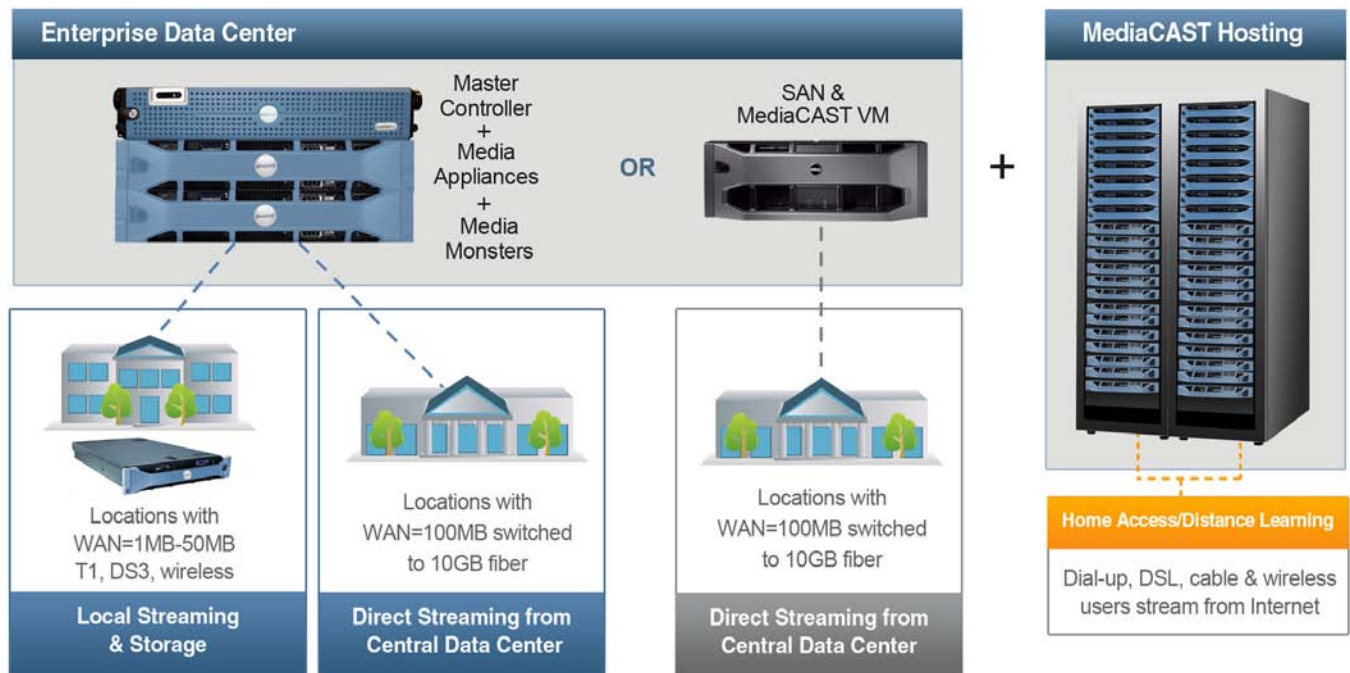 Enterprise Data Center
Master
Controller
+
Media
Appliances
+
Media
Monsters
OR
SAN &
MediaCAST VM
+
MediaCAST Hosting
Locations with
WAN=1MB-50MB
T1, DS3, wireless
Local Streaming
& Storage
Locations with
WAN=100MB switched
to 10GB fiber
Direct Streaming from
Central Data Center
Locations with
WAN=100MB switched
to 10GB fiber
Direct Streaming from
Central Data Center
Home Access/Distance Learning
Dial-up, DSL, cable & wireless
users stream from Internet